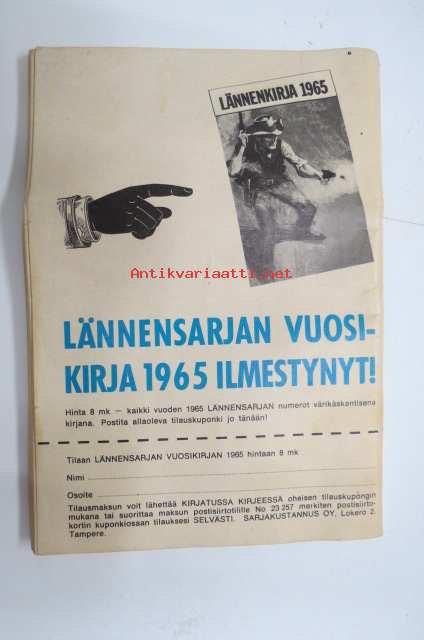 LÄNNENKIRJA 1965
Antikvariaatti.net
LÄNNENSARJAN VUOSI-
KIRJA 1965 ILMESTYNYT!
Hinta 8 mk — kaikki vuoden 1965 LÄNNENSARJAN numerot värikäskantisena
kirjana. Postita allaoleva tilauskuponki jo tänään!
Tilaan LÄNNENSARJAN VUOSIKIRJAN 1965 hintaan 8 mk
Nimi
Osoite
Tilausmaksun voit lähettää KIRJATUSSA KIRJEESSÄ oheisen tilauskupongin
mukana tai suorittaa maksun postisiirtotilille No 23 257 merkiten postisiirto-
kortin kuponkiosaan tilauksesi SELVÄSTI. SARJAKUSTANNUS OY, Lokero 2.
Tampere.